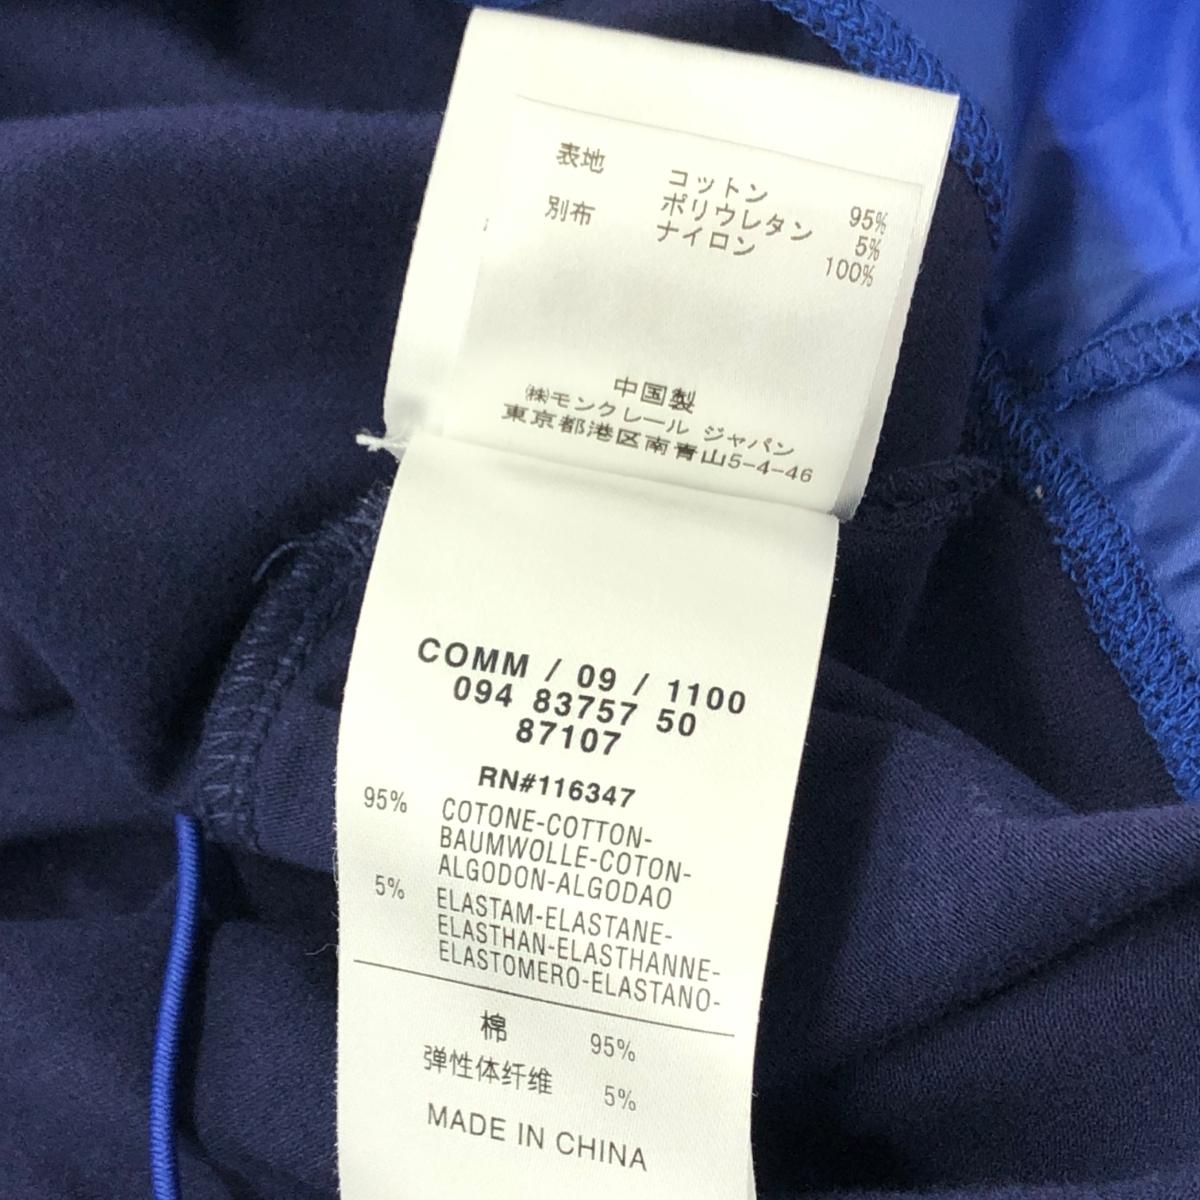 表地 コットン 95%
ポリウレタン 5%
別布 ナイロン 100%
中国製
㈱モンクレール ジャパン
東京都港区南青山5-4-46
COMM / 09 / 1100
094 83757 50
87107
RN#116347
95% COTONE-COTTON-
BAUMWOLLE-COTON-
ALGODON-ALGODAO
5% ELASTAM-ELASTANE-
ELASTHAN-ELASTHANNE-
ELASTOMERO-ELASTANO-
棉 95%
弹性体纤维 5%
MADE IN CHINA